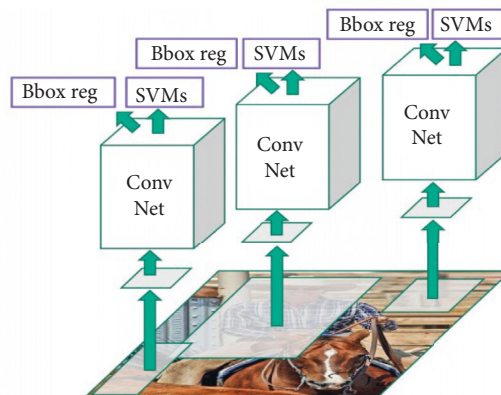 Bbox reg
SVMs
Bbox reg
SVMs
Bbox reg
SVMs
Conv
Net
Conv
Net
Conv
Net